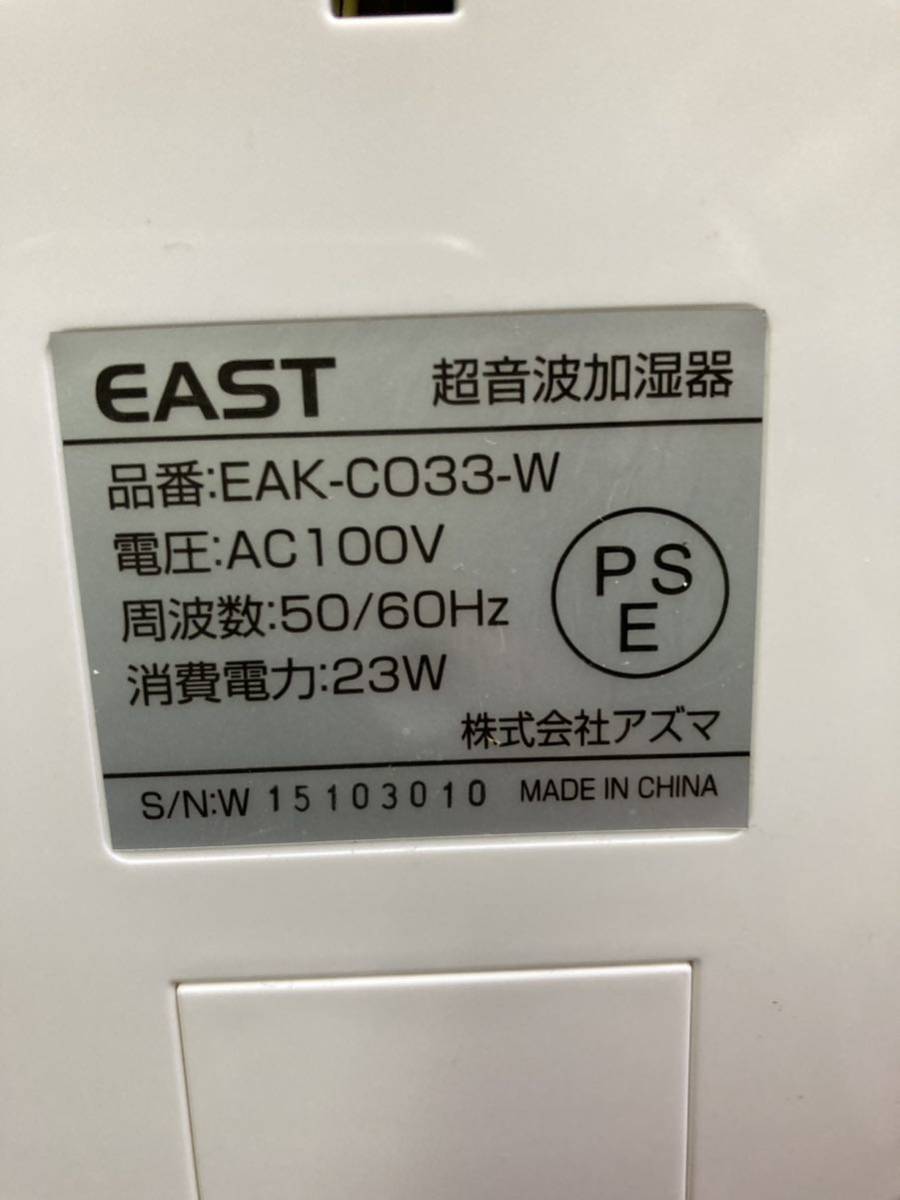 EAST 超音波加湿器
品番:EAK-C033-W
電圧:AC100V
周波数:50/60Hz
消費電力:23W
PS
E
株式会社アズマ
S/N:W 15103010 MADE IN CHINA